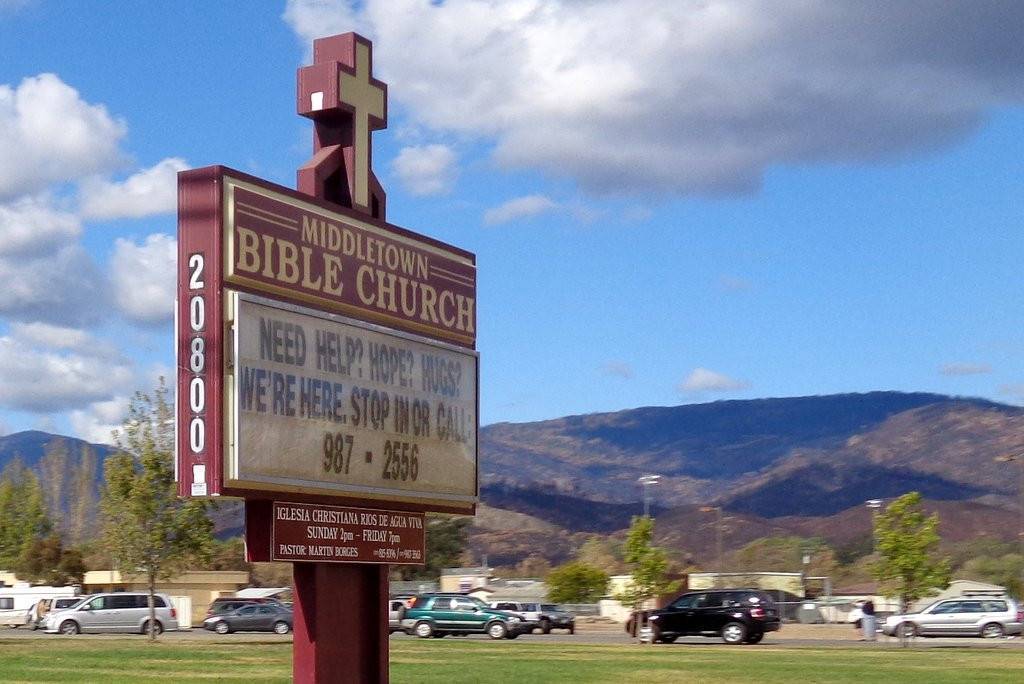 MIDDLETOWN
BIBLE CHURCH
20800
NEED HELP? HOPE? HUGS?
WE'RE HERE. STOP IN OR CALL:
987 - 2556
IGLESIA CHRISTIANA RIOS DE AGUA VIVA
SUNDAY 2pm - FRIDAY 7pm
PASTOR: MARTIN BORGES